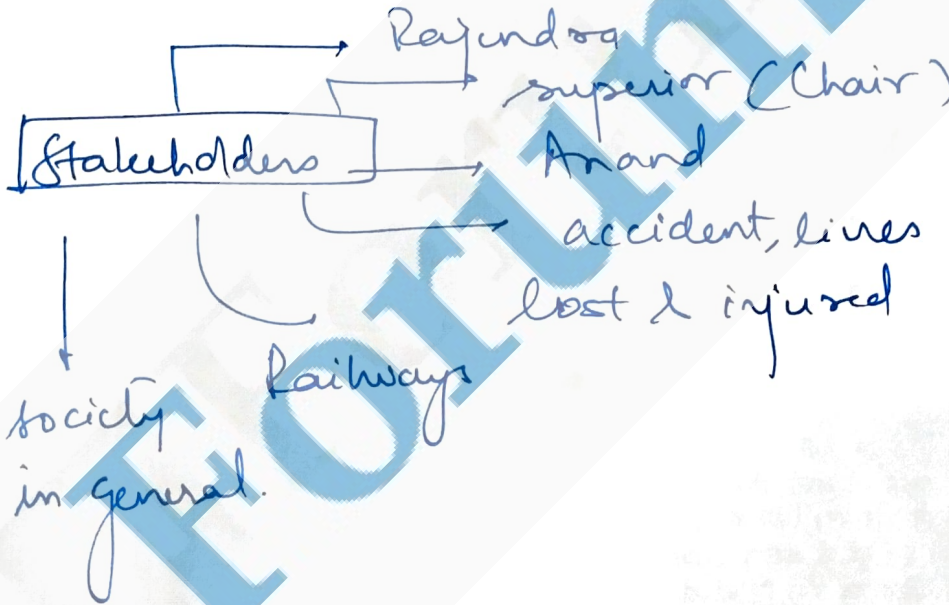 Rajendra
superior (Chair)
Stakeholders
Anand
accident, lives
lost & injured
Railways
society
in general.
Forum